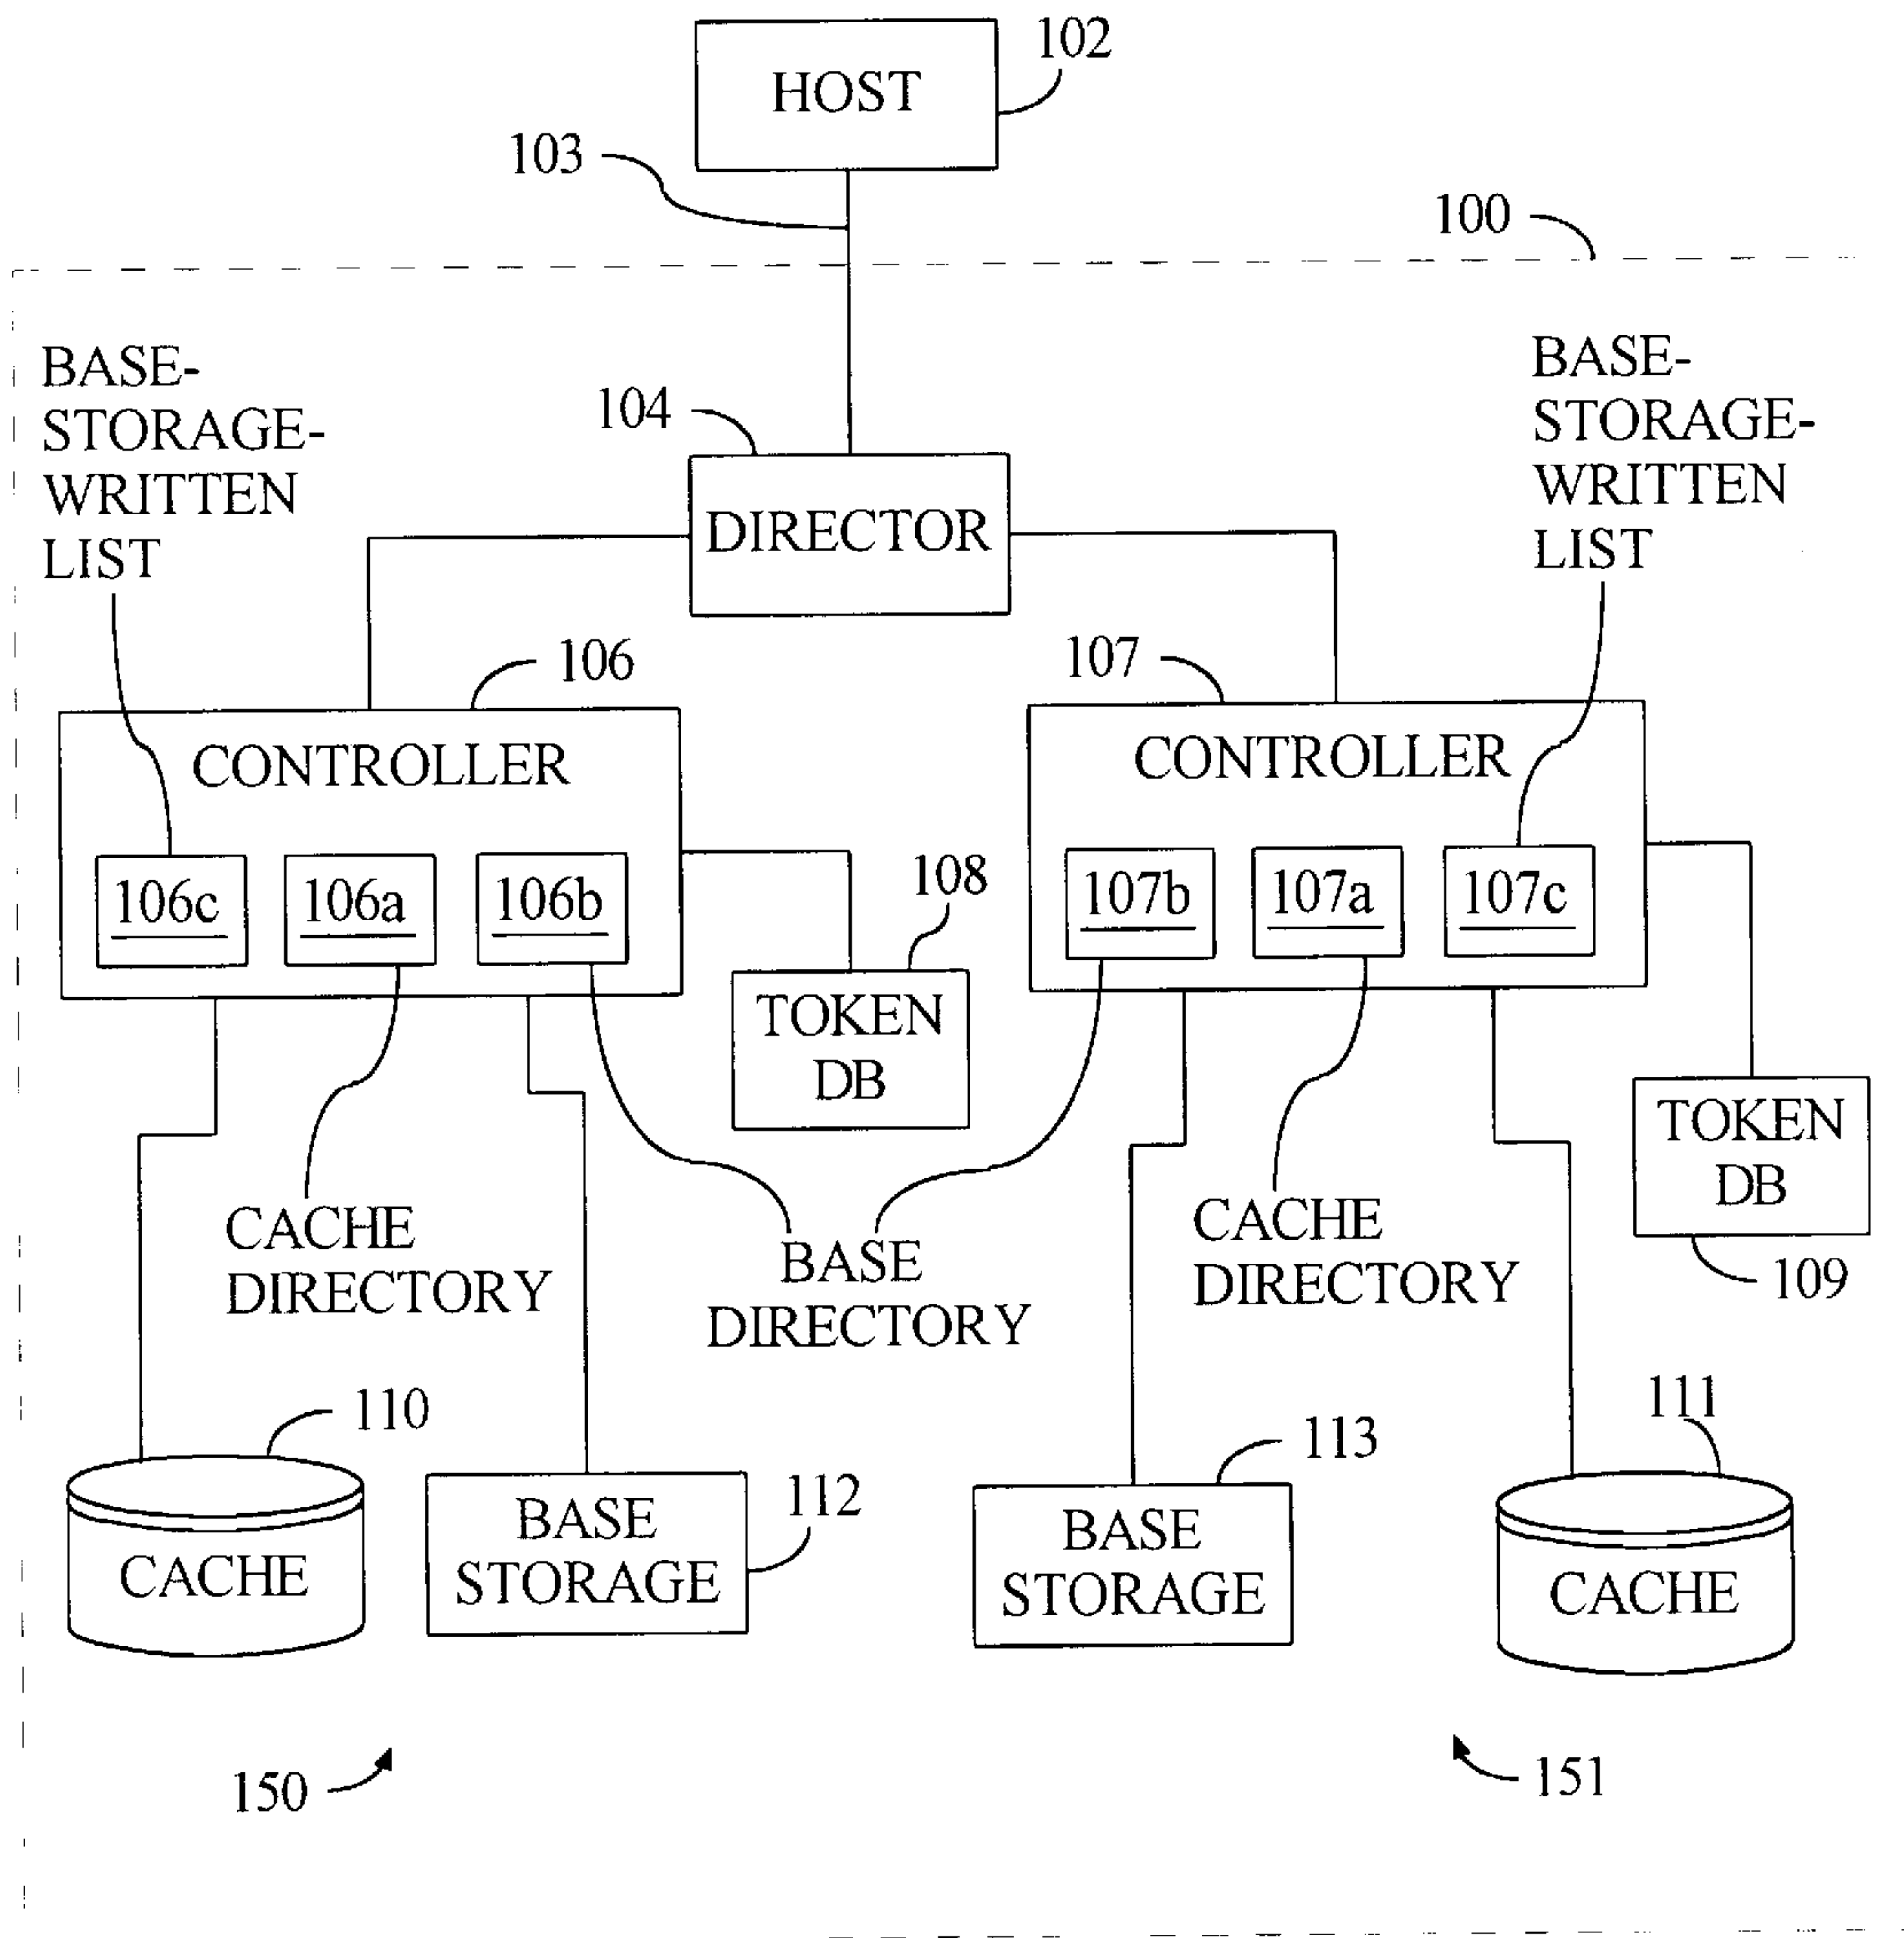 102
HOST
103
100
BASE-
STORAGE-
WRITTEN
LIST
BASE-
STORAGE-
WRITTEN
LIST
104
DIRECTOR
106
107
CONTROLLER
CONTROLLER
106c
106a
106b
108
107b
107a
107c
TOKEN
DB
TOKEN
DB
109
CACHE
DIRECTORY
BASE
DIRECTORY
CACHE
DIRECTORY
110
CACHE
BASE
STORAGE
112
113
BASE
STORAGE
111
CACHE
150
151